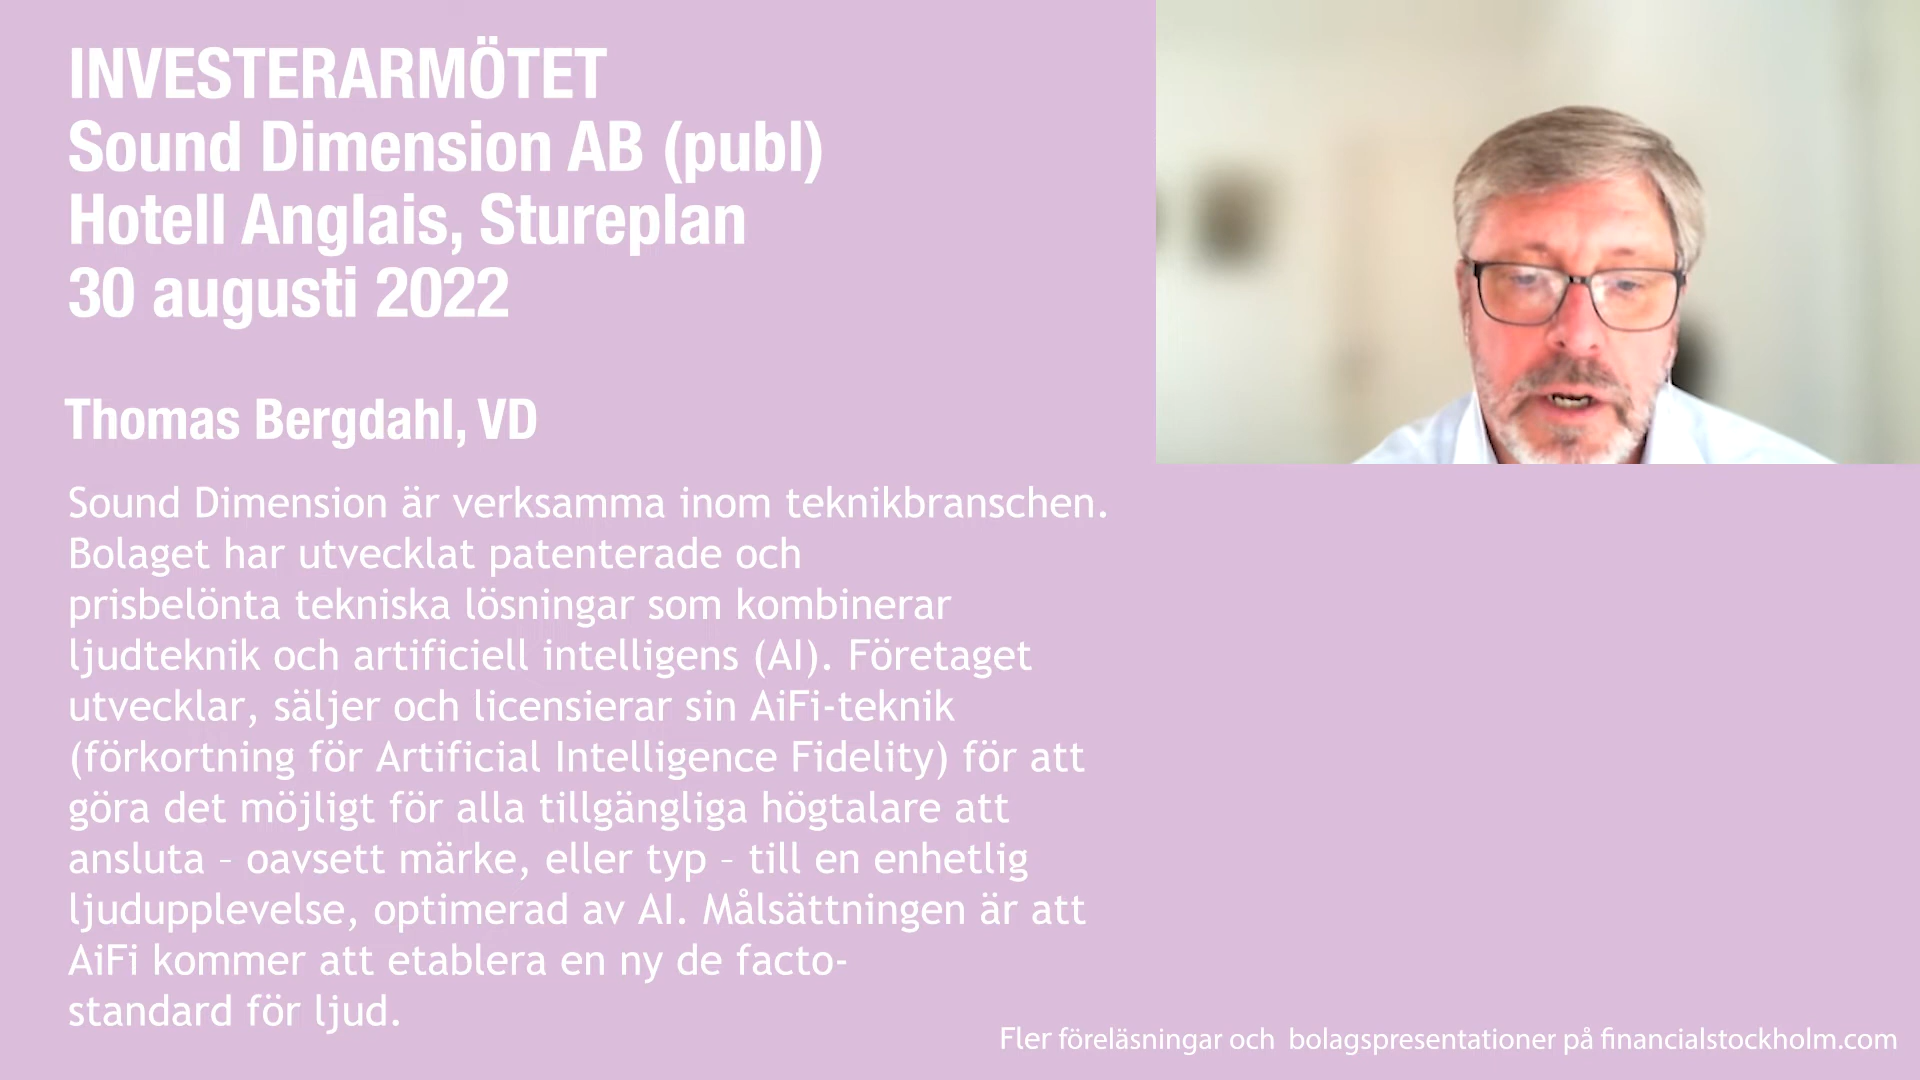 INVESTERARMÖTET
Sound Dimension AB (publ)
Hotell Anglais, Stureplan
30 augusti 2022
Thomas Bergdahl, VD
Sound Dimension är verksamma inom teknikbranschen.
Bolaget har utvecklat patenterade och
prisbelönta tekniska lösningar som kombinerar
ljudteknik och artificiell intelligens (AI). Företaget
utvecklar, säljer och licensierar sin AiFi-teknik
(förkortning för Artificial Intelligence Fidelity) för att
göra det möjligt för alla tillgängliga högtalare att
ansluta – oavsett märke, eller typ – till en enhetlig
ljudupplevelse, optimerad av AI. Målsättningen är att
AiFi kommer att etablera en ny de facto-
standard för ljud.
Fler föreläsningar och bolagspresentationer på financialstockholm.com